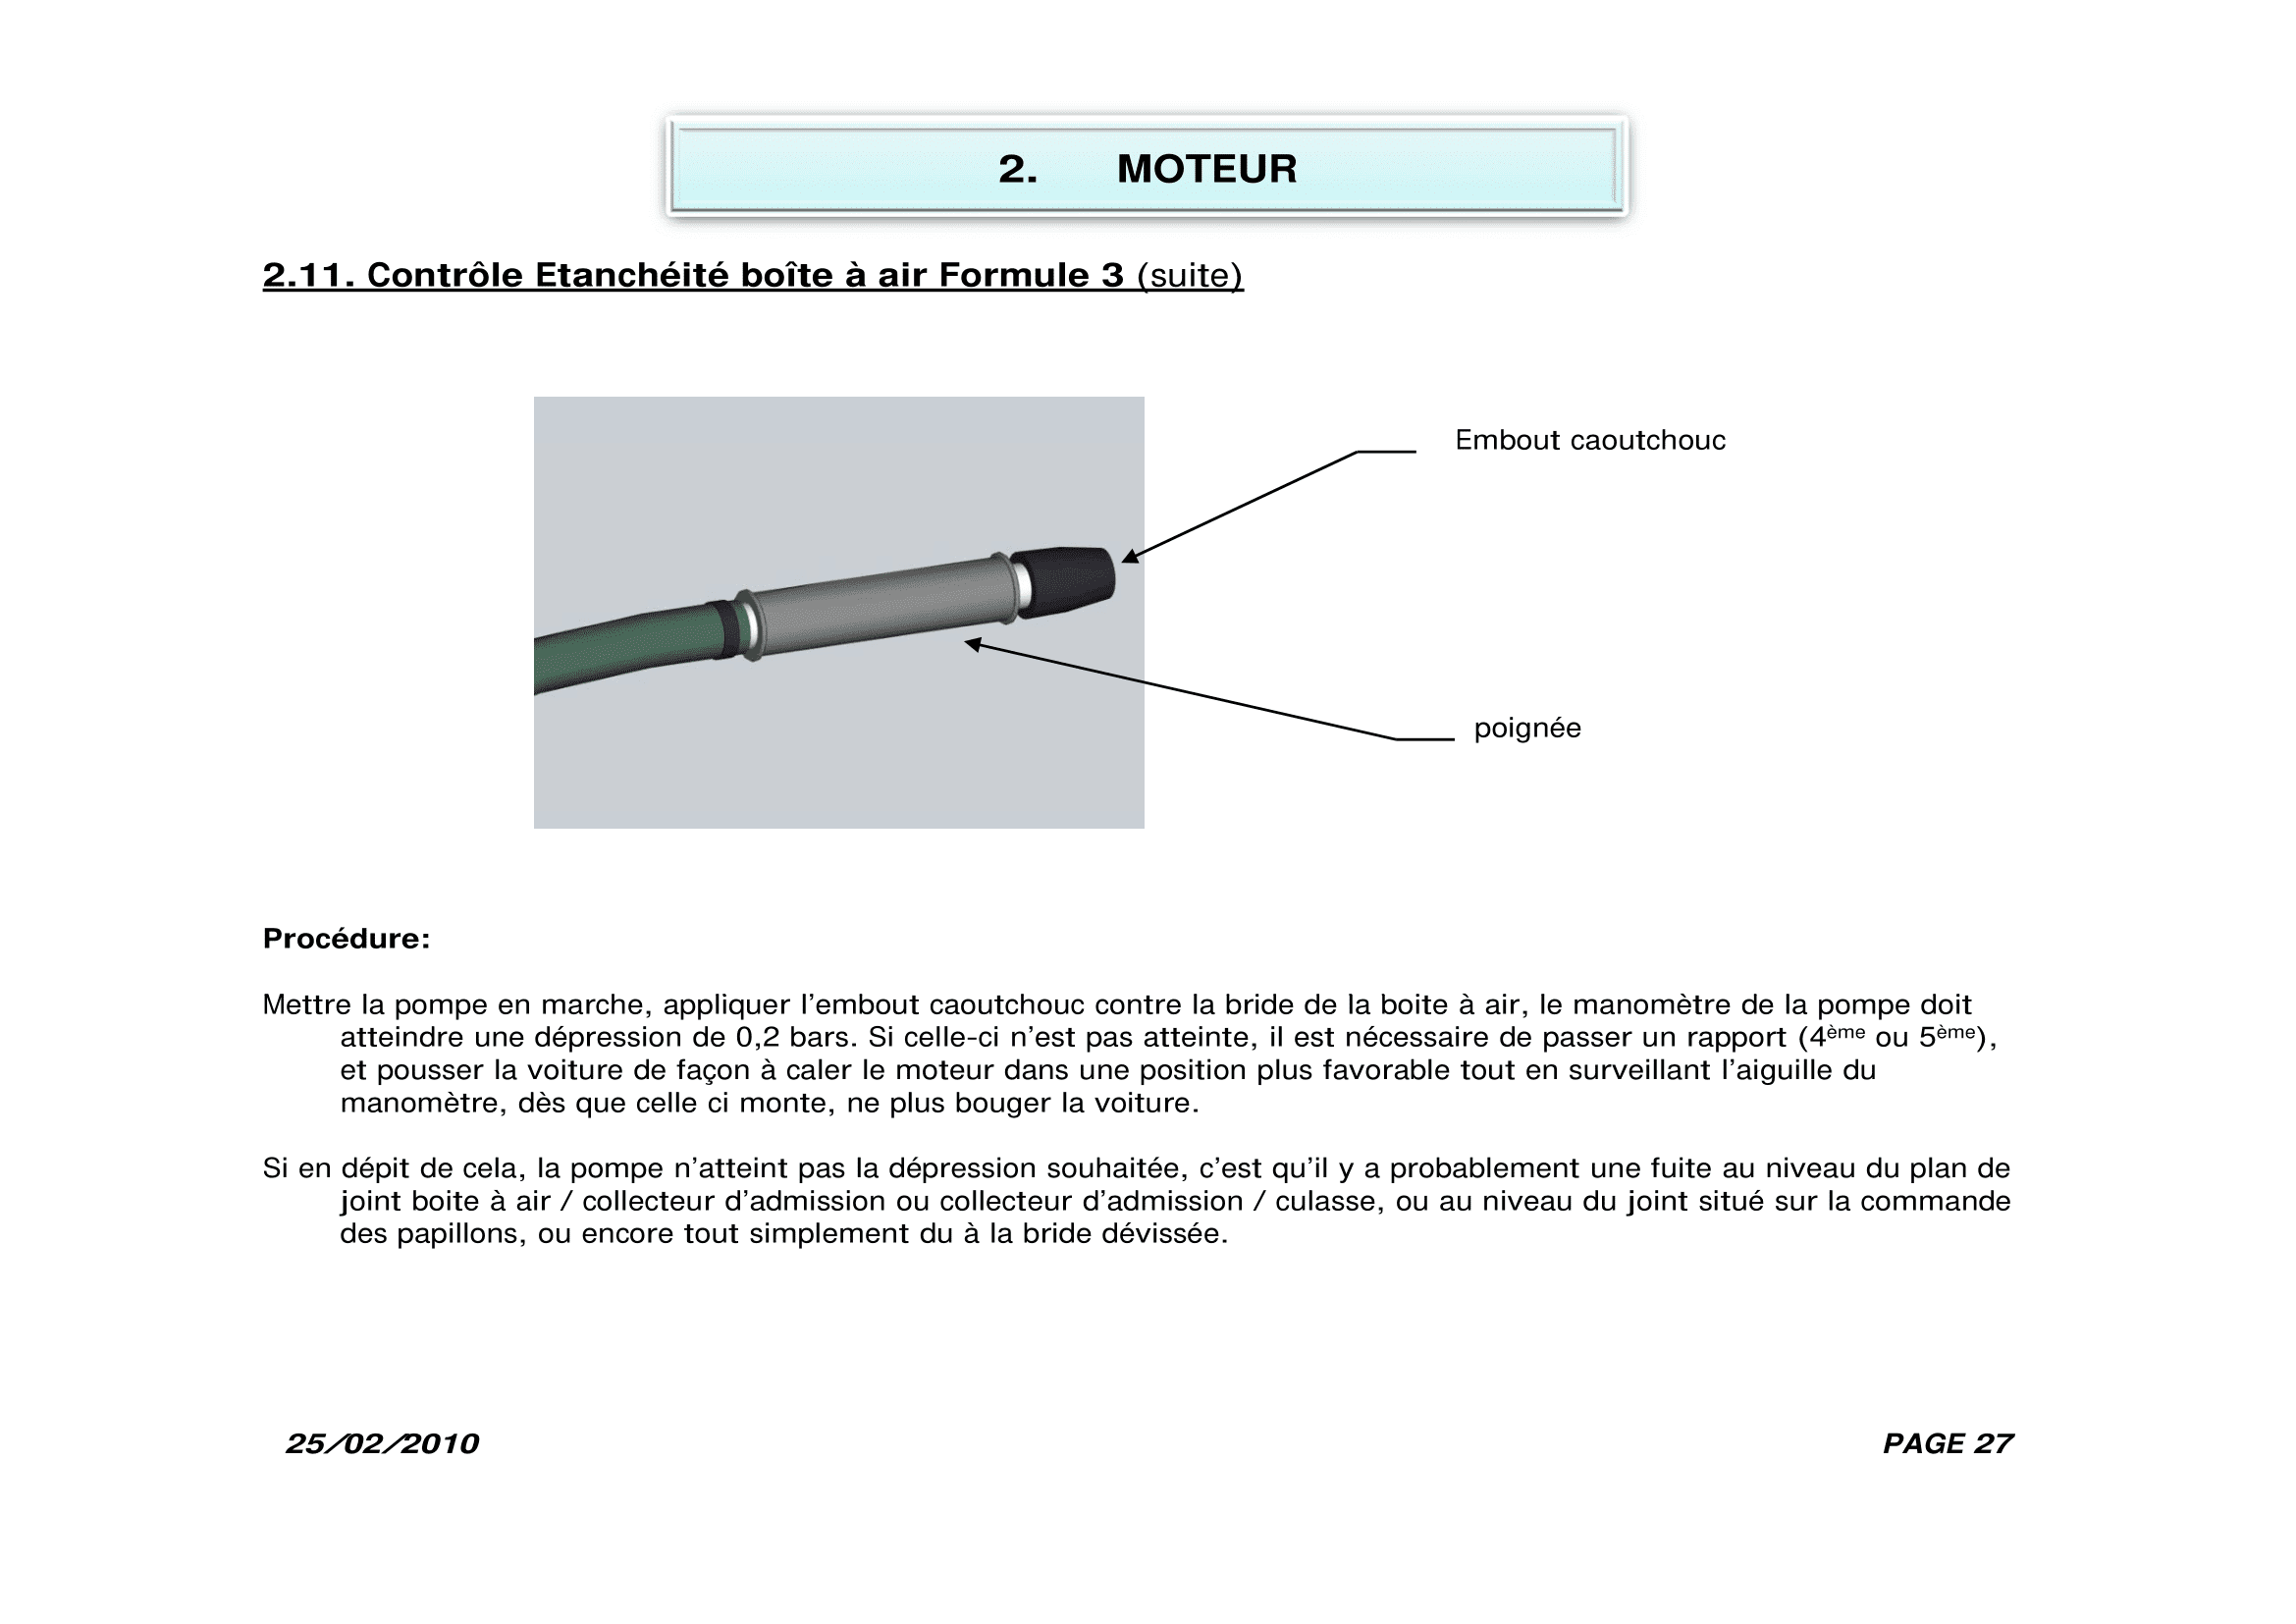 2. MOTEUR
2.11. Contrôle Etanchéité boîte à air Formule 3 (suite)
Embout caoutchouc
poignée
Procédure:
Mettre la pompe en marche, appliquer l’embout caoutchouc contre la bride de la boite à air, le manomètre de la pompe doit
atteindre une dépression de 0,2 bars. Si celle-ci n’est pas atteinte, il est nécessaire de passer un rapport (4ème ou 5ème),
et pousser la voiture de façon à caler le moteur dans une position plus favorable tout en surveillant l’aiguille du
manomètre, dès que celle ci monte, ne plus bouger la voiture.
Si en dépit de cela, la pompe n’atteint pas la dépression souhaitée, c’est qu’il y a probablement une fuite au niveau du plan de
joint boite à air / collecteur d’admission ou collecteur d’admission / culasse, ou au niveau du joint situé sur la commande
des papillons, ou encore tout simplement du à la bride dévissée.
25/02/2010
PAGE 27